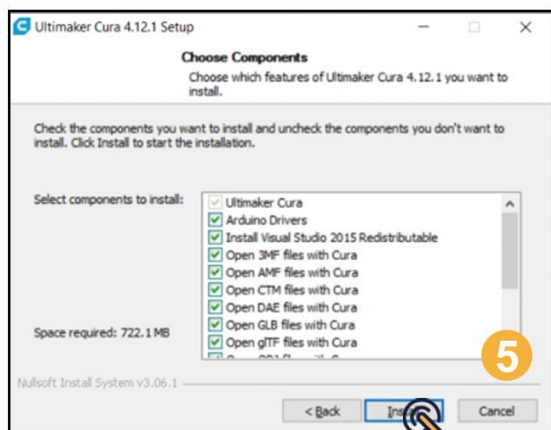 Ultimaker Cura 4.12.1 Setup
Choose Components
Choose which features of Ultimaker Cura 4.12.1 you want to
install.
Check the components you want to install and uncheck the components you don't want to
install. Click Install to start the installation.
Select components to install:
Ultimaker Cura
Arduino Drivers
Install Visual Studio 2015 Redistributable
Open 3MF files with Cura
Open AMF files with Cura
Open CTM files with Cura
Open DAE files with Cura
Open GLB files with Cura
Open glTF files with Cura
Space required: 722.1 MB
5
Nullsoft Install System v3.06.1
< Back
Cancel